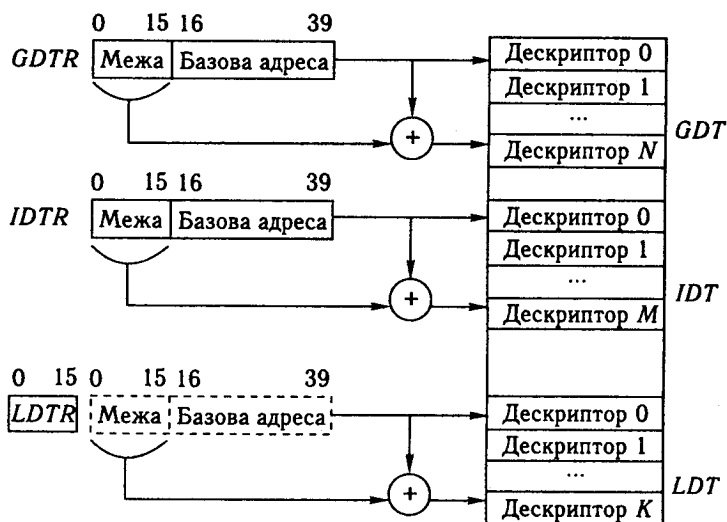 0 15 16 39
GDTR Межа Базова адреса
Дескриптор 0
Дескриптор 1
...
Дескриптор N
GDT
+
0 15 16 39
IDTR Межа Базова адреса
Дескриптор 0
Дескриптор 1
...
Дескриптор M
IDT
+
0 15 0 15 16 39
LDTR Межа Базова адреса
Дескриптор 0
Дескриптор 1
...
Дескриптор K
LDT
+